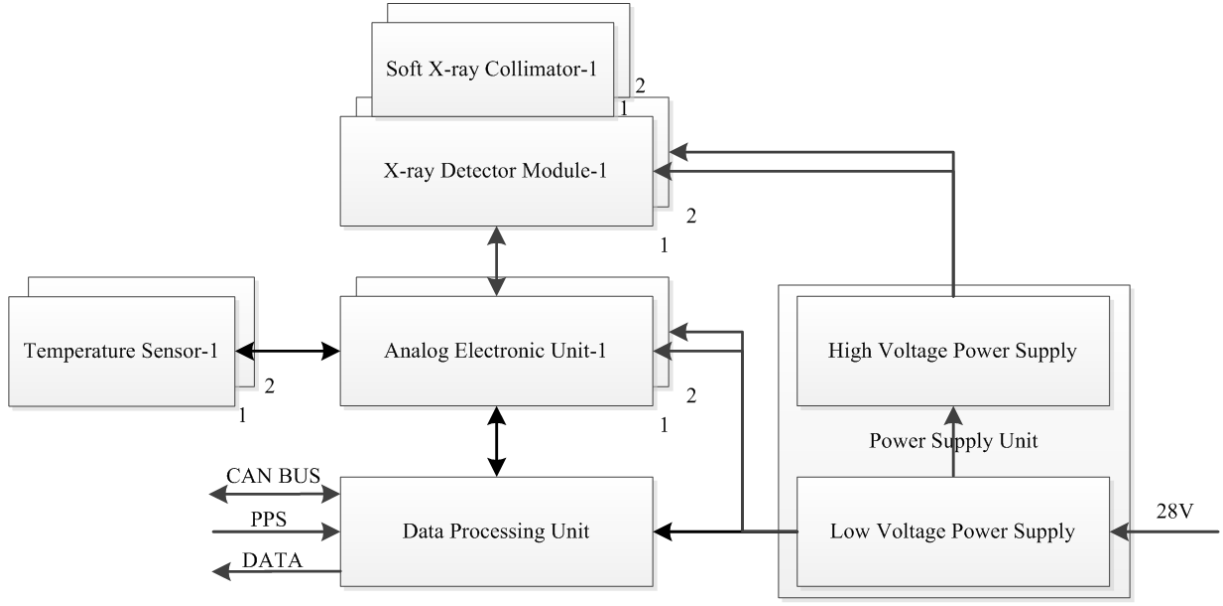 Soft X-ray Collimator-1
2
1
X-ray Detector Module-1
2
1
Temperature Sensor-1
2
1
Analog Electronic Unit-1
2
1
High Voltage Power Supply
Power Supply Unit
CAN BUS
PPS
DATA
Data Processing Unit
Low Voltage Power Supply
28V